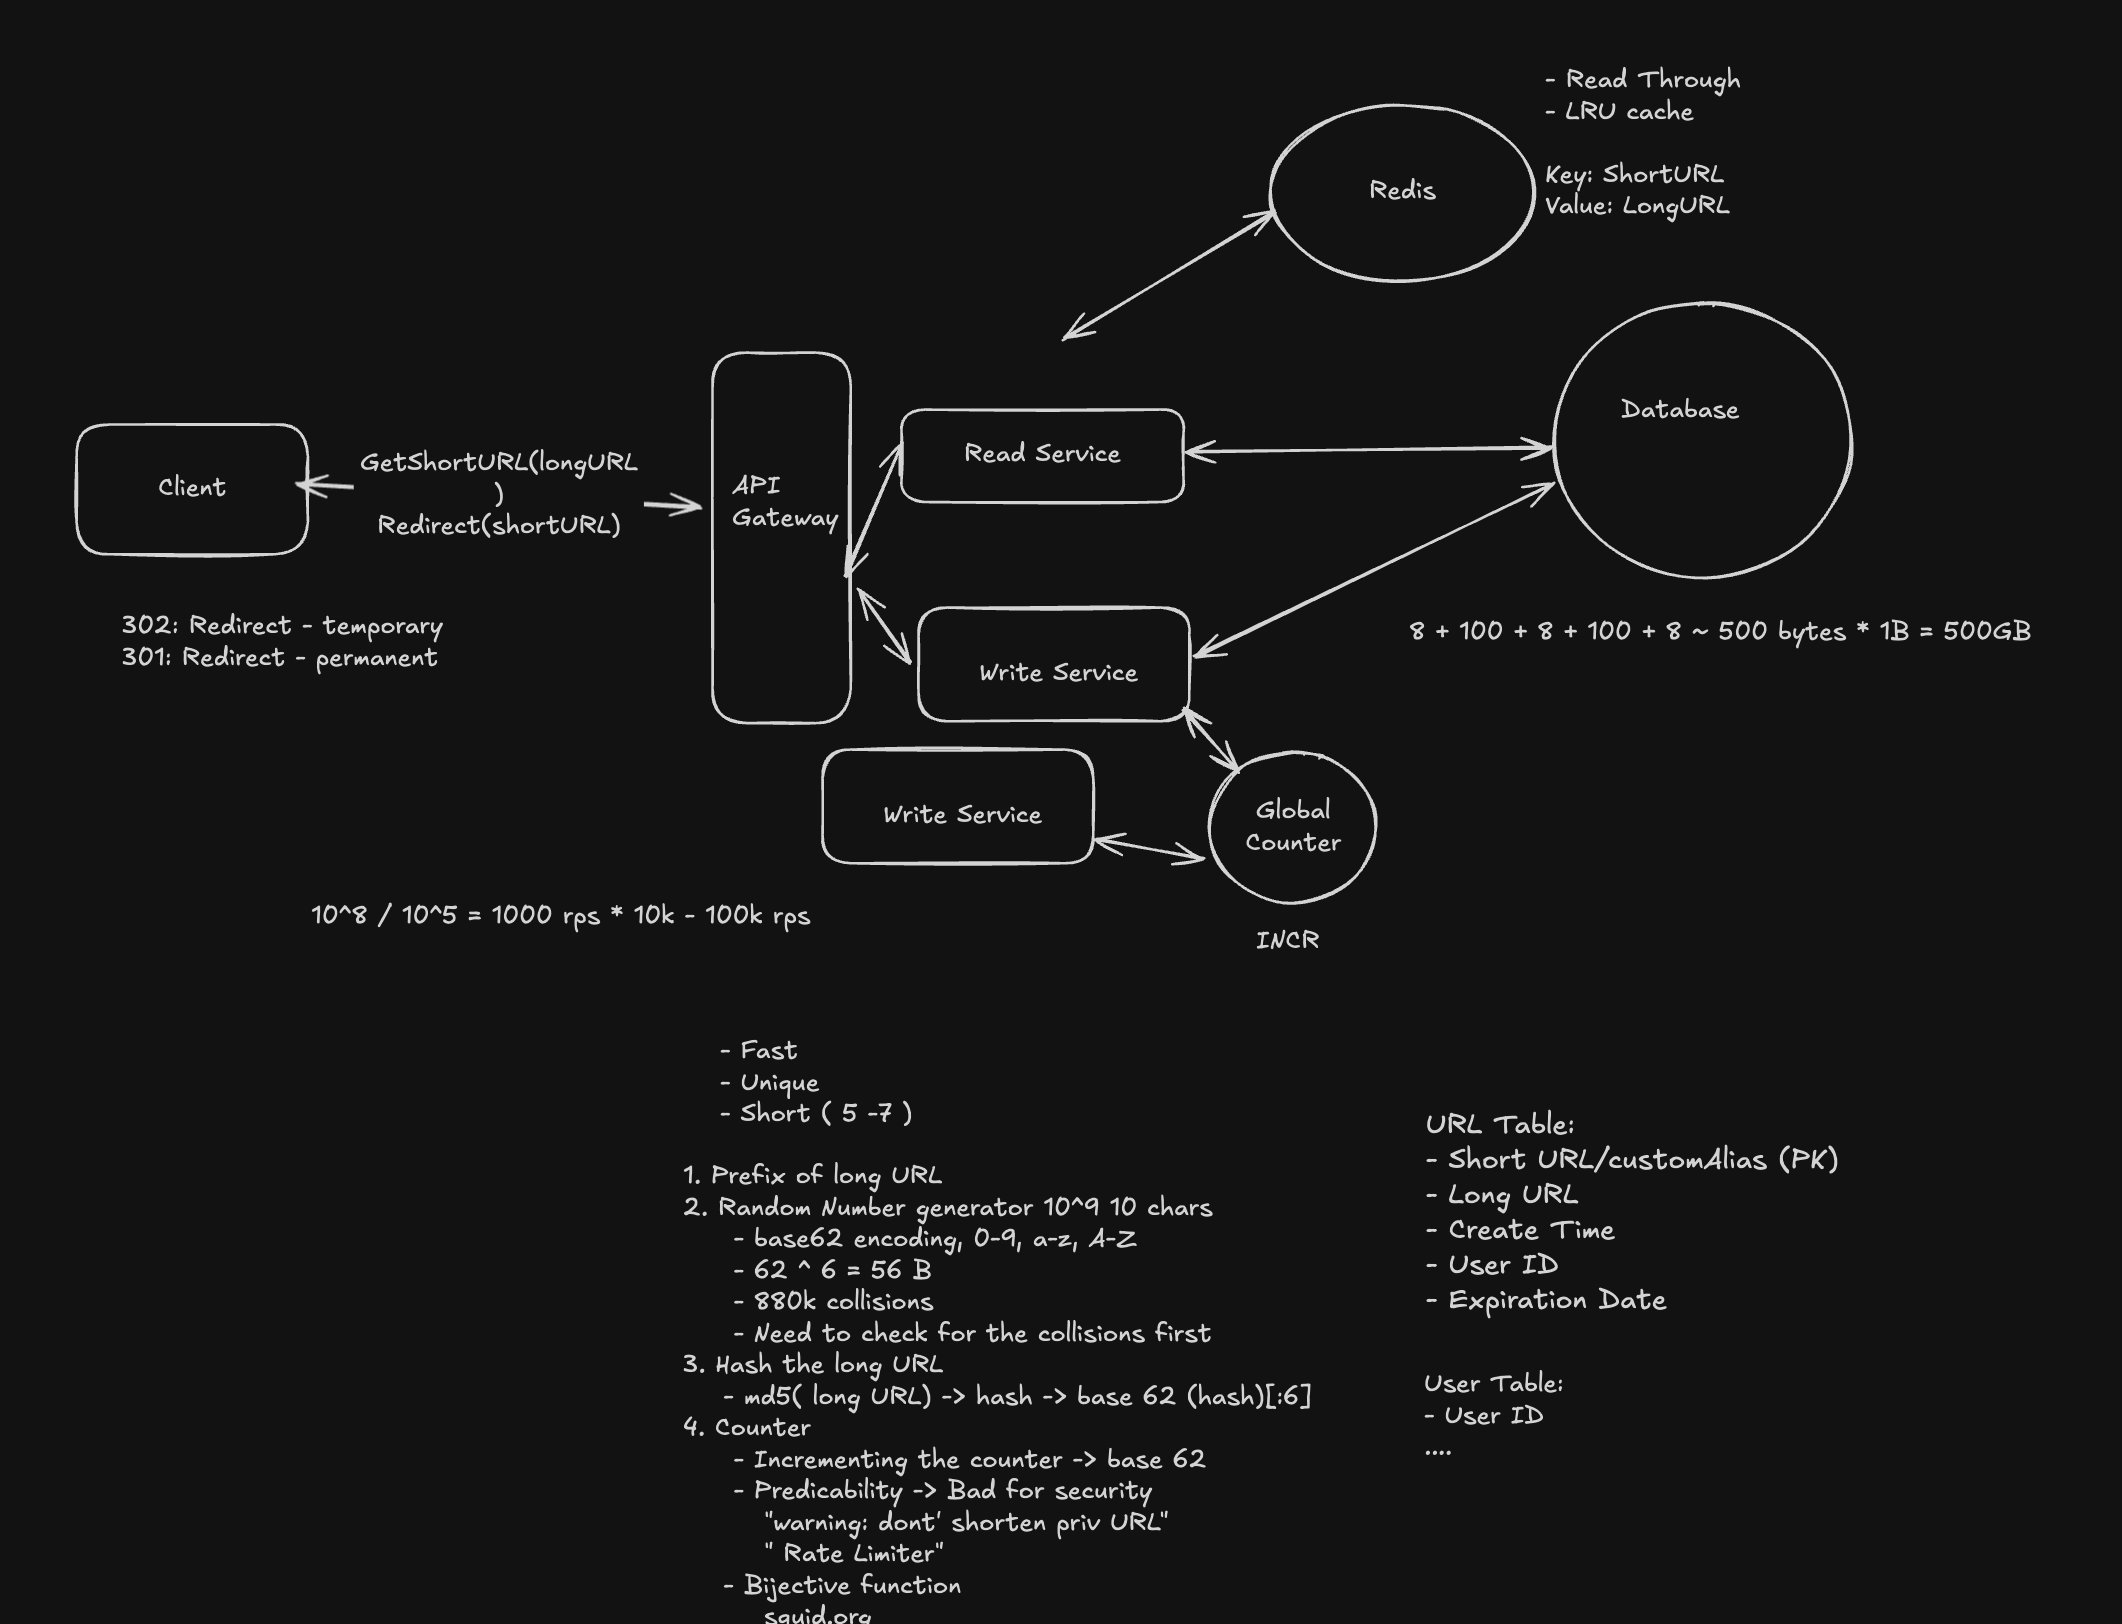 - Read Through
- LRU cache
Key: ShortURL
Value: LongURL
Redis
Database
Client
GetShortURL(longURL
)
Redirect(shortURL)
API
Gateway
Read Service
302: Redirect - temporary
301: Redirect - permanent
8 + 100 + 8 + 100 + 8 ~ 500 bytes * 1B = 500GB
Write Service
Write Service
Global
Counter
INCR
10^8 / 10^5 = 1000 rps * 10k - 100k rps
- Fast
- Unique
- Short ( 5 -7 )
1. Prefix of long URL
2. Random Number generator 10^9 10 chars
- base62 encoding, 0-9, a-z, A-Z
- 62 ^ 6 = 56 B
- 880k collisions
- Need to check for the collisions first
3. Hash the long URL
- md5( long URL) -> hash -> base 62 (hash)[:6]
4. Counter
- Incrementing the counter -> base 62
- Predicability -> Bad for security
"warning: dont' shorten priv URL"
" Rate Limiter"
- Bijective function
squid.org
URL Table:
- Short URL/customAlias (PK)
- Long URL
- Create Time
- User ID
- Expiration Date
User Table:
- User ID
....